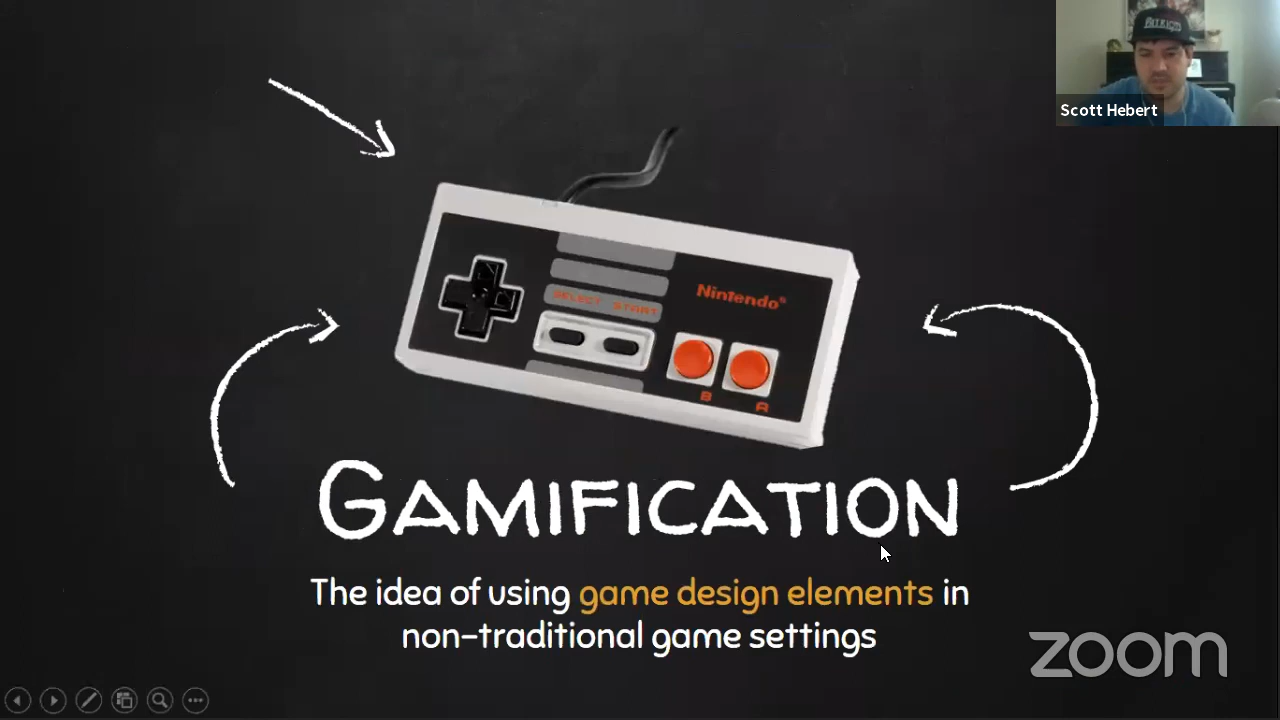 Scott Hebert
SELECT START
Nintendo®
B A
GAMIFICATION
The idea of using game design elements in
non-traditional game settings
zoom